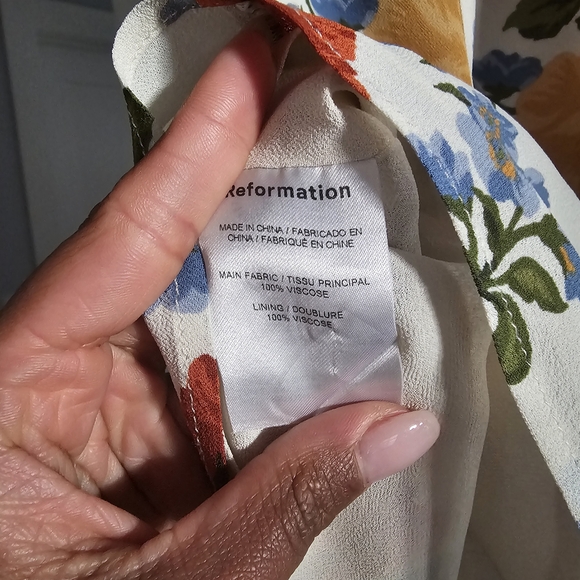 Reformation
MADE IN CHINA / FABRICADO EN
CHINA / FABRIQUÉ EN CHINE
MAIN FABRIC / TISSU PRINCIPAL
100% VISCOSE
LINING / DOUBLURE
100% VISCOSE